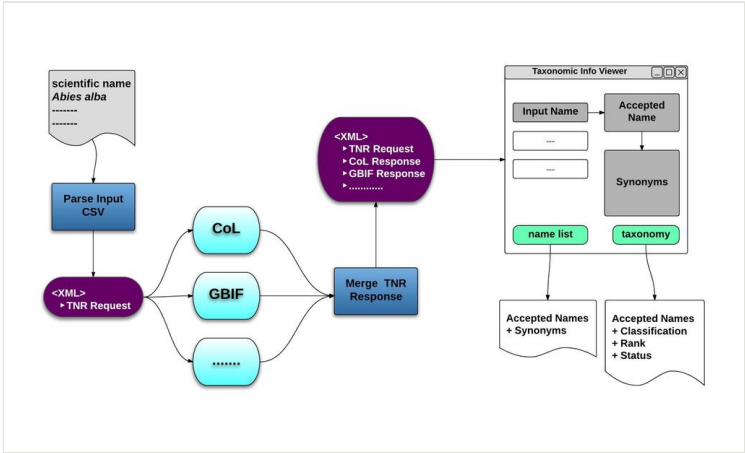 scientific name
Abies alba
-------
-------
Parse Input
CSV
<XML>
‣ TNR Request
CoL
GBIF
.......
Merge TNR
Response
<XML>
‣ TNR Request
‣ CoL Response
‣ GBIF Response
‣ ............
Taxonomic Info Viewer
Input Name
---
---
Accepted
Name
Synonyms
name list
taxonomy
Accepted Names
+ Synonyms
Accepted Names
+ Classification
+ Rank
+ Status